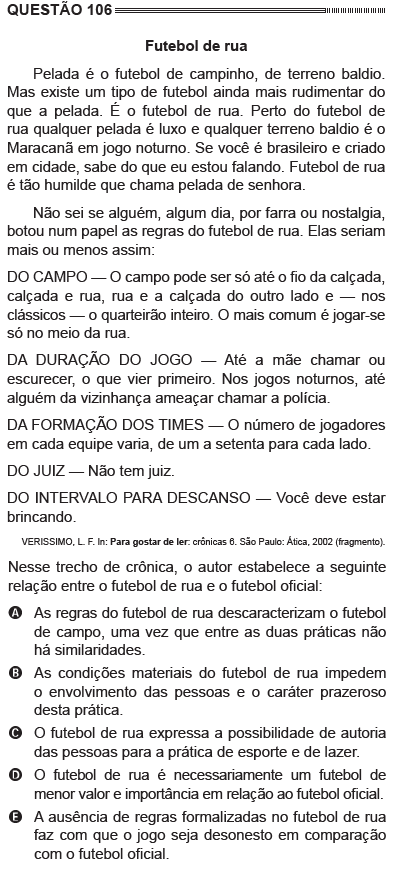 QUESTÃO 106
Futebol de rua
Pelada é o futebol de campinho, de terreno baldio.
Mas existe um tipo de futebol ainda mais rudimentar do
que a pelada. É o futebol de rua. Perto do futebol de
rua qualquer pelada é luxo e qualquer terreno baldio é o
Maracanã em jogo noturno. Se você é brasileiro e criado
em cidade, sabe do que eu estou falando. Futebol de rua
é tão humilde que chama pelada de senhora.
Não sei se alguém, algum dia, por farra ou nostalgia,
botou num papel as regras do futebol de rua. Elas seriam
mais ou menos assim:
DO CAMPO — O campo pode ser só até o fio da calçada,
calçada e rua, rua e a calçada do outro lado e — nos
clássicos — o quarteirão inteiro. O mais comum é jogar-se
só no meio da rua.
DA DURAÇÃO DO JOGO — Até a mãe chamar ou
escurecer, o que vier primeiro. Nos jogos noturnos, até
alguém da vizinhança ameaçar chamar a polícia.
DA FORMAÇÃO DOS TIMES — O número de jogadores
em cada equipe varia, de um a setenta para cada lado.
DO JUIZ — Não tem juiz.
DO INTERVALO PARA DESCANSO — Você deve estar
brincando.
VERISSIMO, L. F. In: Para gostar de ler: crônicas 6. São Paulo: Ática, 2002 (fragmento).
Nesse trecho de crônica, o autor estabelece a seguinte
relação entre o futebol de rua e o futebol oficial:
A As regras do futebol de rua descaracterizam o futebol
de campo, uma vez que entre as duas práticas não
há similaridades.
B As condições materiais do futebol de rua impedem
o envolvimento das pessoas e o caráter prazeroso
desta prática.
C O futebol de rua expressa a possibilidade de autoria
das pessoas para a prática de esporte e de lazer.
D O futebol de rua é necessariamente um futebol de
menor valor e importância em relação ao futebol oficial.
E A ausência de regras formalizadas no futebol de rua
faz com que o jogo seja desonesto em comparação
com o futebol oficial.